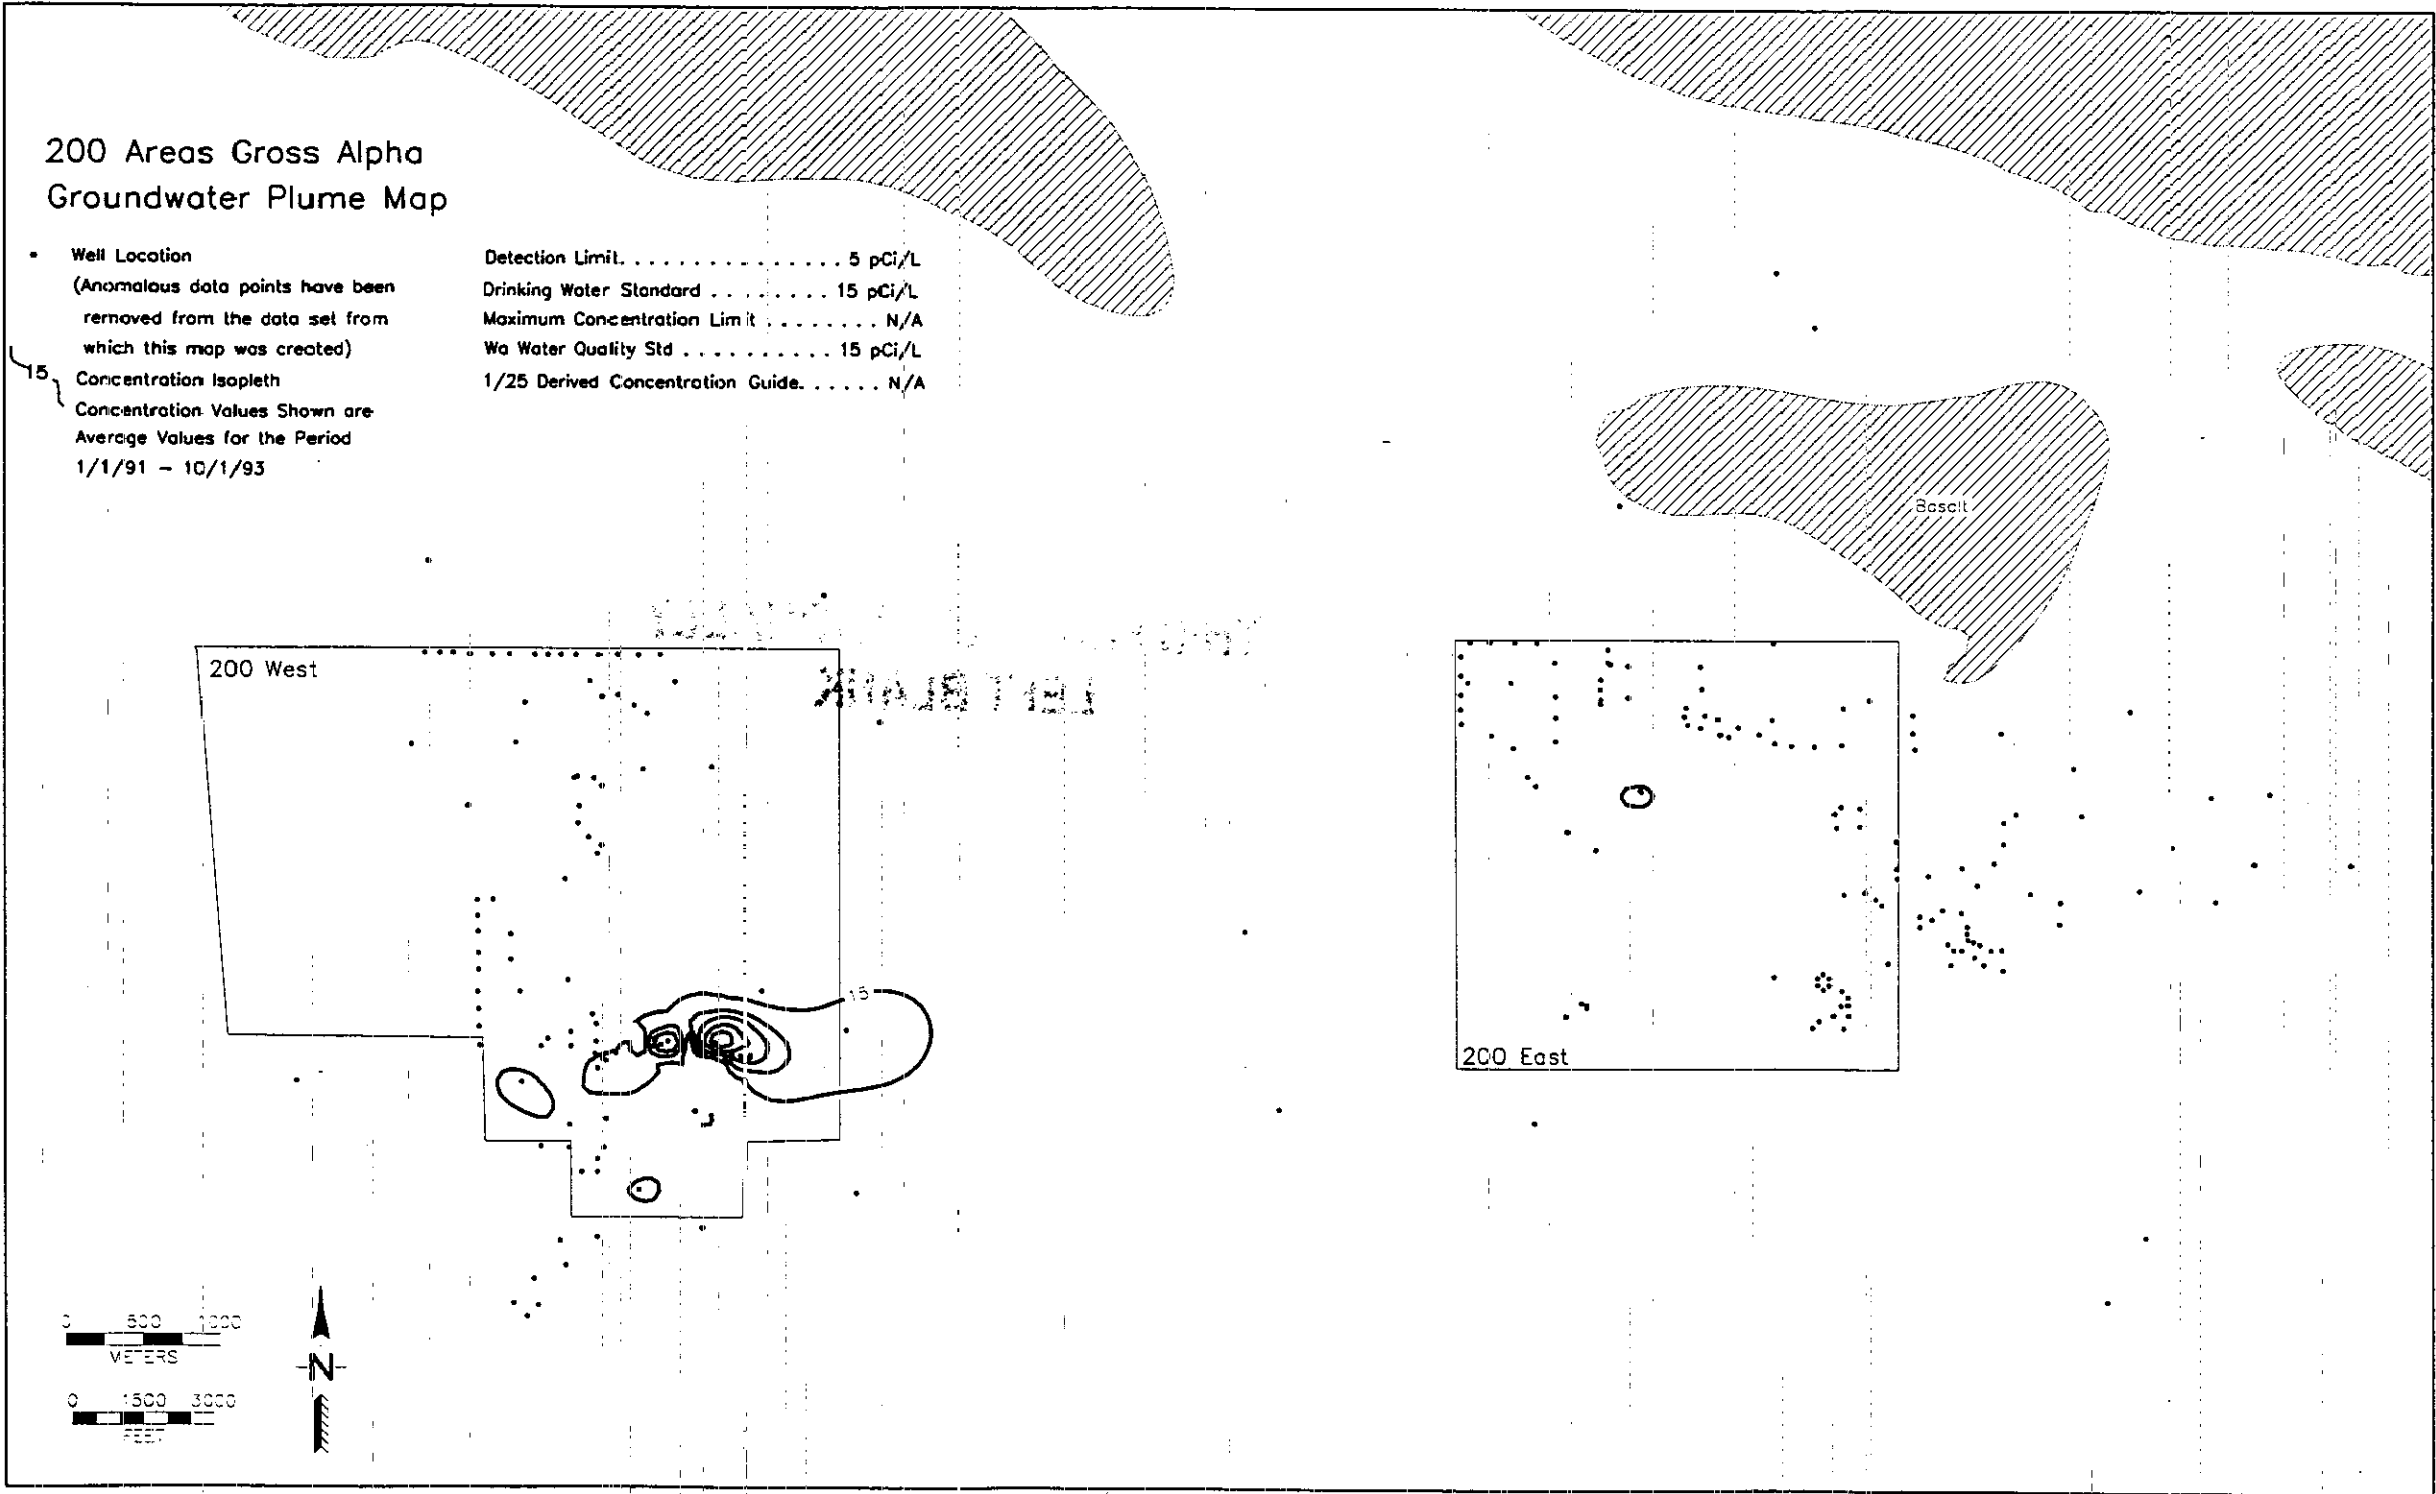 200 Areas Gross Alpha
Groundwater Plume Map
Well Location
(Anomalous data points have been
removed from the data set from
which this map was created)
15
Concentration Isopleth
Concentration Values Shown are
Average Values for the Period
1/1/91 - 10/1/93
Detection Limit. . . . . . . . . . . . . . . . 5 pCi/L
Drinking Water Standard . . . . . . . . 15 pCi/L
Maximum Concentration Limit . . . . . . . . N/A
Wa Water Quality Std . . . . . . . . . . 15 pCi/L
1/25 Derived Concentration Guide. . . . . . N/A
Basalt
200 West
15
200 East
0 500 1000
METERS
N
0 1500 3000
FEET